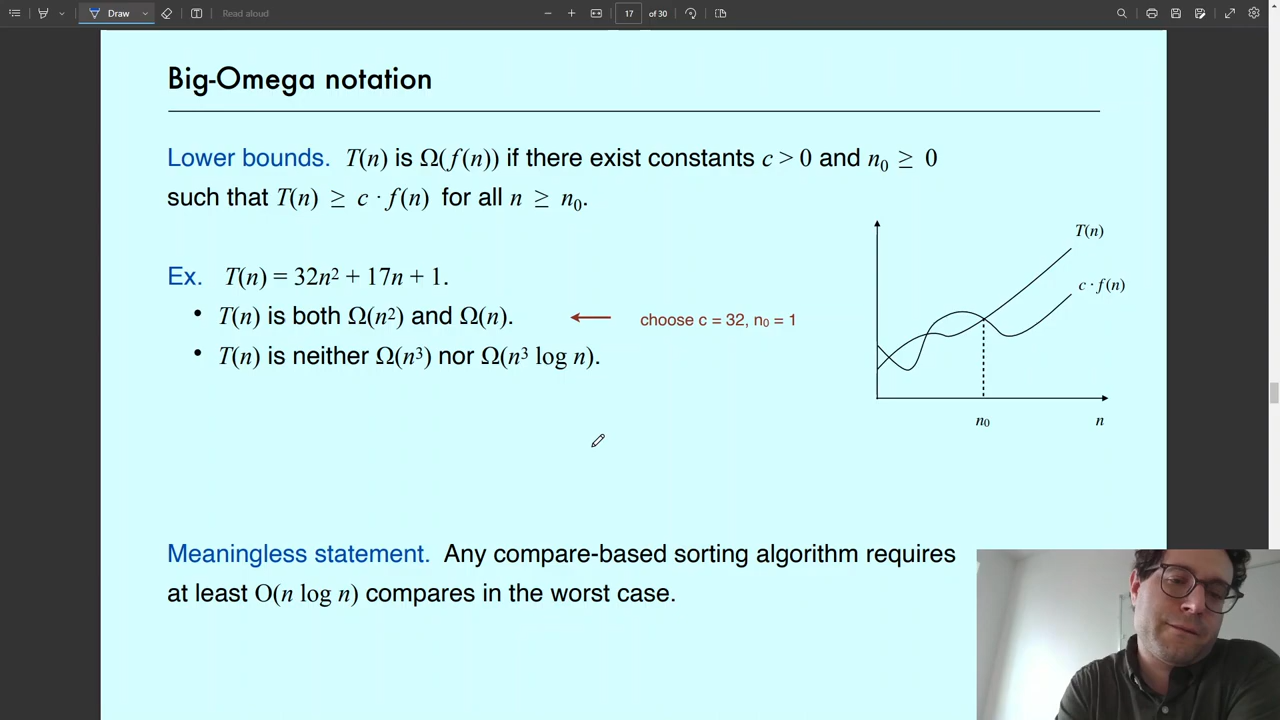 Draw
17 of 30
Read aloud
Big-Omega notation
Lower bounds. T(n) is Ω(f(n)) if there exist constants c > 0 and n₀ ≥ 0
such that T(n) ≥ c · f(n) for all n ≥ n₀.
T(n)
c · f(n)
n₀
n
Ex. T(n) = 32n² + 17n + 1.
• T(n) is both Ω(n²) and Ω(n).
choose c = 32, n₀ = 1
• T(n) is neither Ω(n³) nor Ω(n³ log n).
Meaningless statement. Any compare-based sorting algorithm requires
at least O(n log n) compares in the worst case.